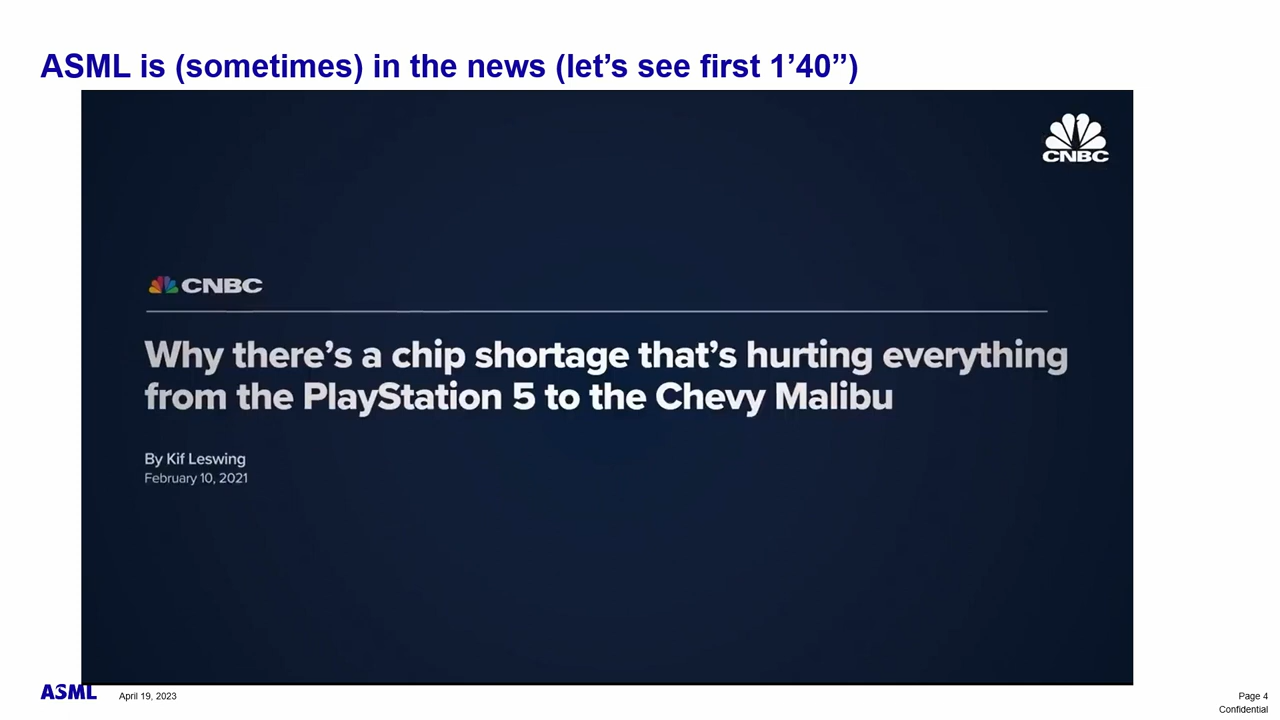 ASML is (sometimes) in the news (let’s see first 1’40”)
CNBC
CNBC
Why there’s a chip shortage that’s hurting everything
from the PlayStation 5 to the Chevy Malibu
By Kif Leswing
February 10, 2021
ASML
April 19, 2023
Page 4
Confidential